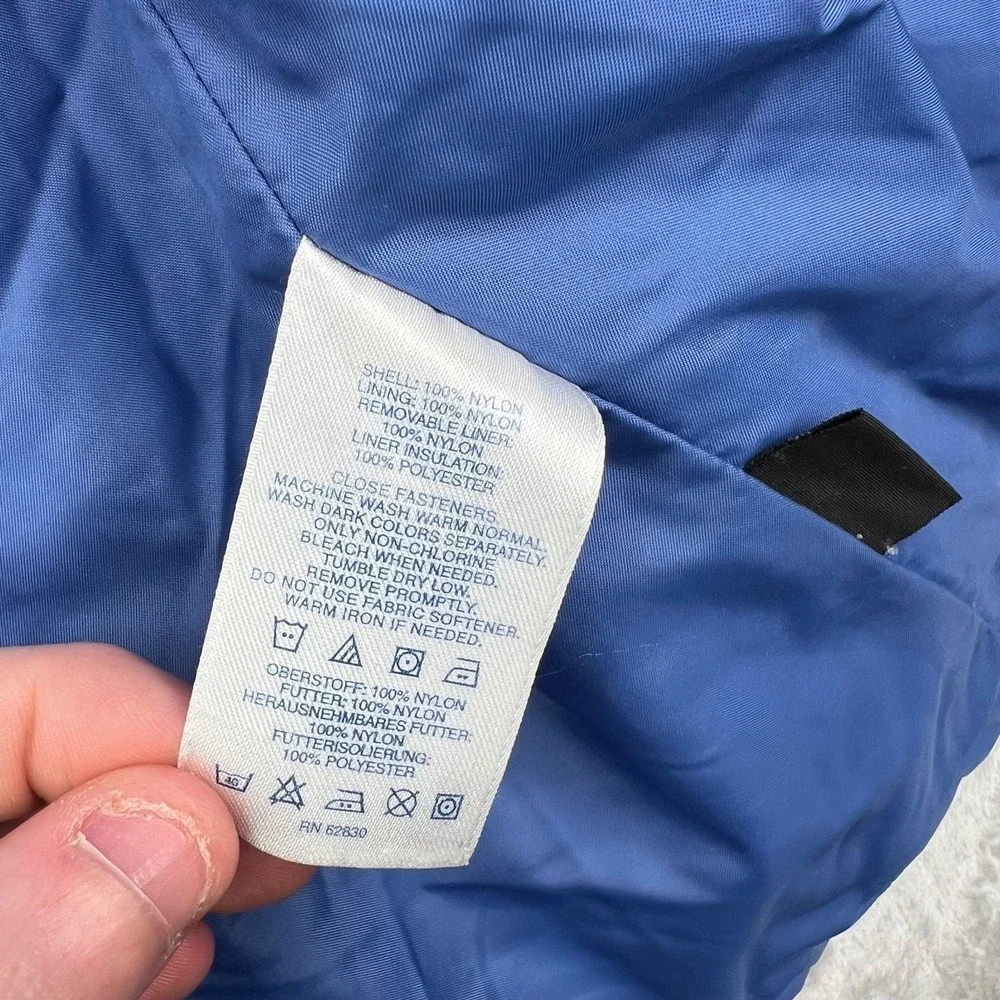 SHELL: 100% NYLON
LINING: 100% NYLON
REMOVABLE LINER:
100% NYLON
LINER INSULATION:
100% POLYESTER
CLOSE FASTENERS.
MACHINE WASH WARM NORMAL.
WASH DARK COLORS SEPARATELY.
ONLY NON-CHLORINE
BLEACH WHEN NEEDED.
TUMBLE DRY LOW.
REMOVE PROMPTLY.
DO NOT USE FABRIC SOFTENER.
WARM IRON IF NEEDED.
OBERSTOFF: 100% NYLON
FUTTER: 100% NYLON
HERAUSNEHMBARES FUTTER:
100% NYLON
FUTTERISOLIERUNG:
100% POLYESTER
40
RN 62830